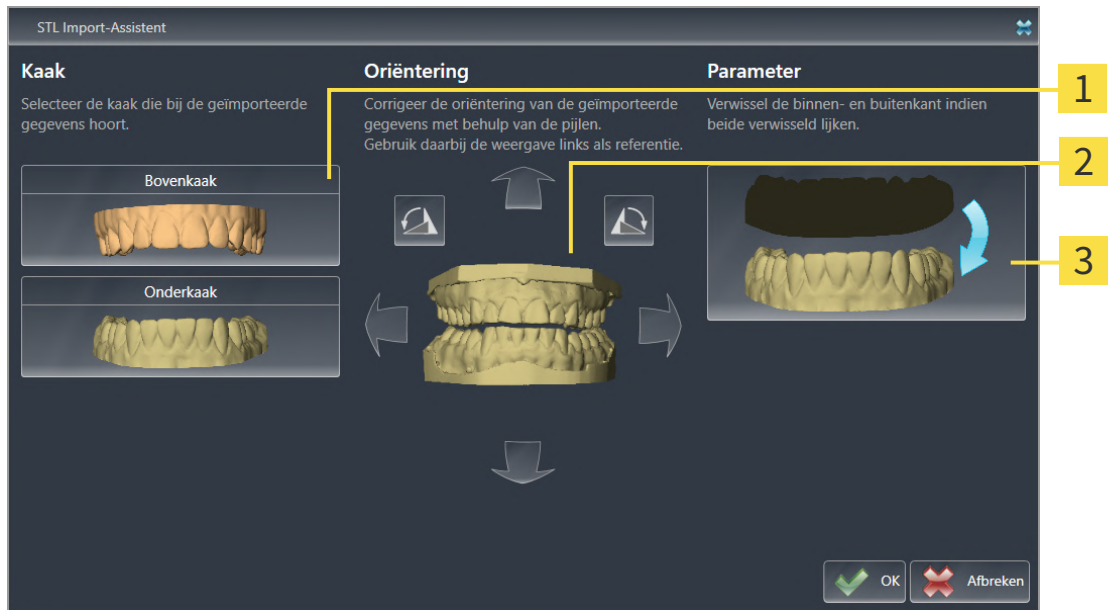 STL Import-Assistent
Kaak
Selecteer de kaak die bij de geïmporteerde
gegevens hoort.
Bovenkaak
Onderkaak
Oriëntering
Corrigeer de oriëntering van de geïmporteerde
gegevens met behulp van de pijlen.
Gebruik daarbij de weergave links als referentie.
Parameter
Verwissel de binnen- en buitenkant indien
beide verwisseld lijken.
1
2
3
OK
Afbreken